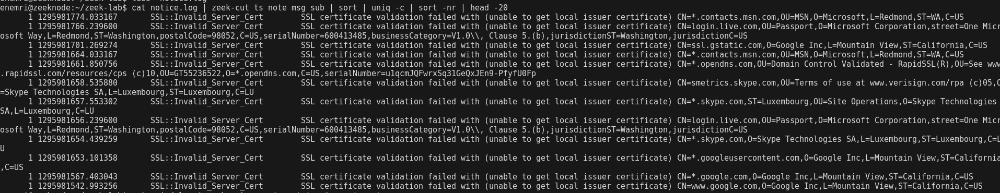 enemri@zeeknode:~/zeek-lab$ cat notice.log | zeek-cut ts note msg sub | sort | uniq -c | sort -nr | head -20
1 1295981774.033167 SSL::Invalid_Server_Cert SSL certificate validation failed with (unable to get local issuer certificate) CN=*.contacts.msn.com,OU=MSN,O=Microsoft,L=Redmond,ST=WA,C=US
1 1295981766.239600 SSL::Invalid_Server_Cert SSL certificate validation failed with (unable to get local issuer certificate) CN=login.live.com,OU=Passport,O=Microsoft Corporation,street=One Micr
osoft Way,L=Redmond,ST=Washington,postalCode=98052,C=US,serialNumber=600413485,businessCategory=V1.0\\, Clause 5.(b),jurisdictionST=Washington,jurisdictionC=US
1 1295981701.269274 SSL::Invalid_Server_Cert SSL certificate validation failed with (unable to get local issuer certificate) CN=ssl.gstatic.com,O=Google Inc,L=Mountain View,ST=California,C=US
1 1295981664.033167 SSL::Invalid_Server_Cert SSL certificate validation failed with (unable to get local issuer certificate) CN=*.contacts.msn.com,OU=MSN,O=Microsoft,L=Redmond,ST=WA,C=US
1 1295981661.850756 SSL::Invalid_Server_Cert SSL certificate validation failed with (unable to get local issuer certificate) CN=*.opendns.com,OU=Domain Control Validated - RapidSSL(R),OU=See www
.rapidssl.com/resources/cps (c)10,OU=GT55236522,O=*.opendns.com,C=US,serialNumber=u1qcmJQFwrxSq31GeQxJEn9-PfyfU0Fp
1 1295981658.535880 SSL::Invalid_Server_Cert SSL certificate validation failed with (unable to get local issuer certificate) CN=smetrics.skype.com,OU=Terms of use at www.verisign.com/rpa (c)05,O
=Skype Technologies SA,L=Luxembourg,ST=Luxembourg,C=LU
1 1295981657.553302 SSL::Invalid_Server_Cert SSL certificate validation failed with (unable to get local issuer certificate) CN=*.skype.com,ST=Luxembourg,OU=Site Operations,O=Skype Technologies
SA,L=Luxembourg,C=LU
1 1295981656.239600 SSL::Invalid_Server_Cert SSL certificate validation failed with (unable to get local issuer certificate) CN=login.live.com,OU=Passport,O=Microsoft Corporation,street=One Micr
osoft Way,L=Redmond,ST=Washington,postalCode=98052,C=US,serialNumber=600413485,businessCategory=V1.0\\, Clause 5.(b),jurisdictionST=Washington,jurisdictionC=US
1 1295981654.439259 SSL::Invalid_Server_Cert SSL certificate validation failed with (unable to get local issuer certificate) CN=*.skype.com,O=Skype Technologies SA,L=Luxembourg,ST=Luxembourg,C=L
U
1 1295981653.101358 SSL::Invalid_Server_Cert SSL certificate validation failed with (unable to get local issuer certificate) CN=*.googleusercontent.com,O=Google Inc,L=Mountain View,ST=California
,C=US
1 1295981567.403043 SSL::Invalid_Server_Cert SSL certificate validation failed with (unable to get local issuer certificate) CN=*.google.com,O=Google Inc,L=Mountain View,ST=California,C=US
1 1295981542.993256 SSL::Invalid_Server_Cert SSL certificate validation failed with (unable to get local issuer certificate) CN=www.google.com,O=Google Inc,L=Mountain View,ST=California,C=US